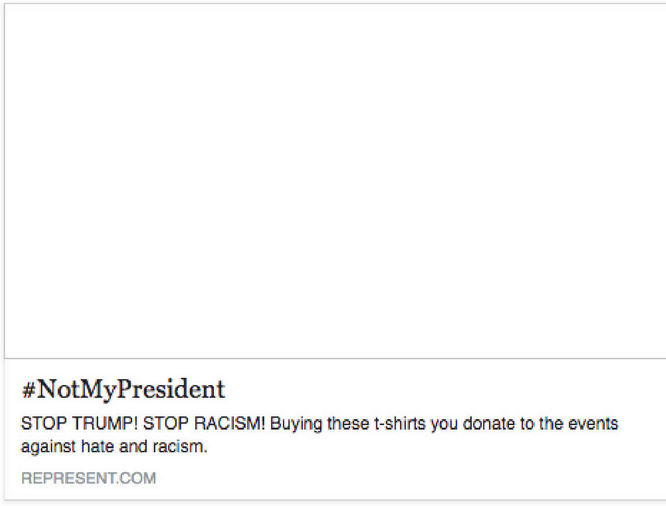 #NotMyPresident
STOP TRUMP! STOP RACISM! Buying these t-shirts you donate to the events
against hate and racism.
REPRESENT.COM